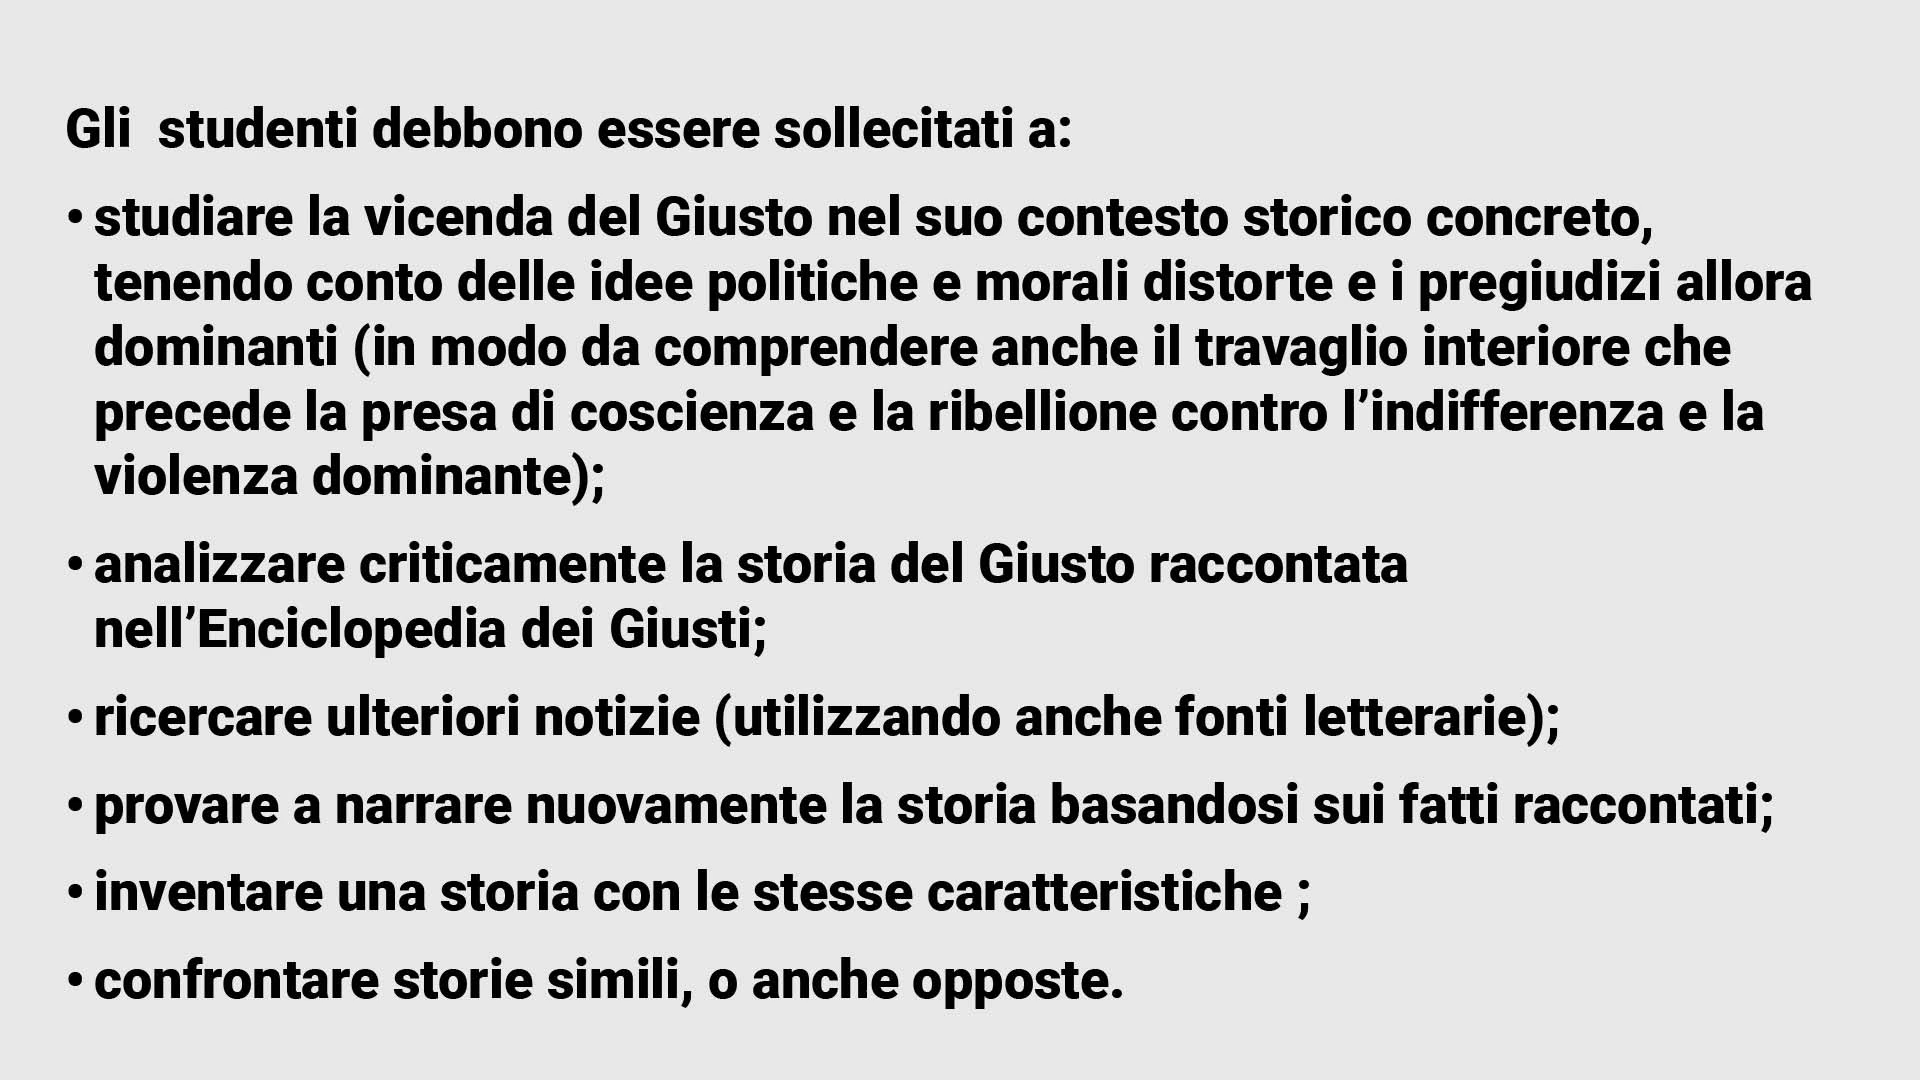 Gli  studenti debbono essere sollecitati a:
• studiare la vicenda del Giusto nel suo contesto storico concreto,
tenendo conto delle idee politiche e morali distorte e i pregiudizi allora
dominanti (in modo da comprendere anche il travaglio interiore che
precede la presa di coscienza e la ribellione contro l’indifferenza e la
violenza dominante);
• analizzare criticamente la storia del Giusto raccontata
nell’Enciclopedia dei Giusti;
• ricercare ulteriori notizie (utilizzando anche fonti letterarie);
• provare a narrare nuovamente la storia basandosi sui fatti raccontati;
• inventare una storia con le stesse caratteristiche ;
• confrontare storie simili, o anche opposte.